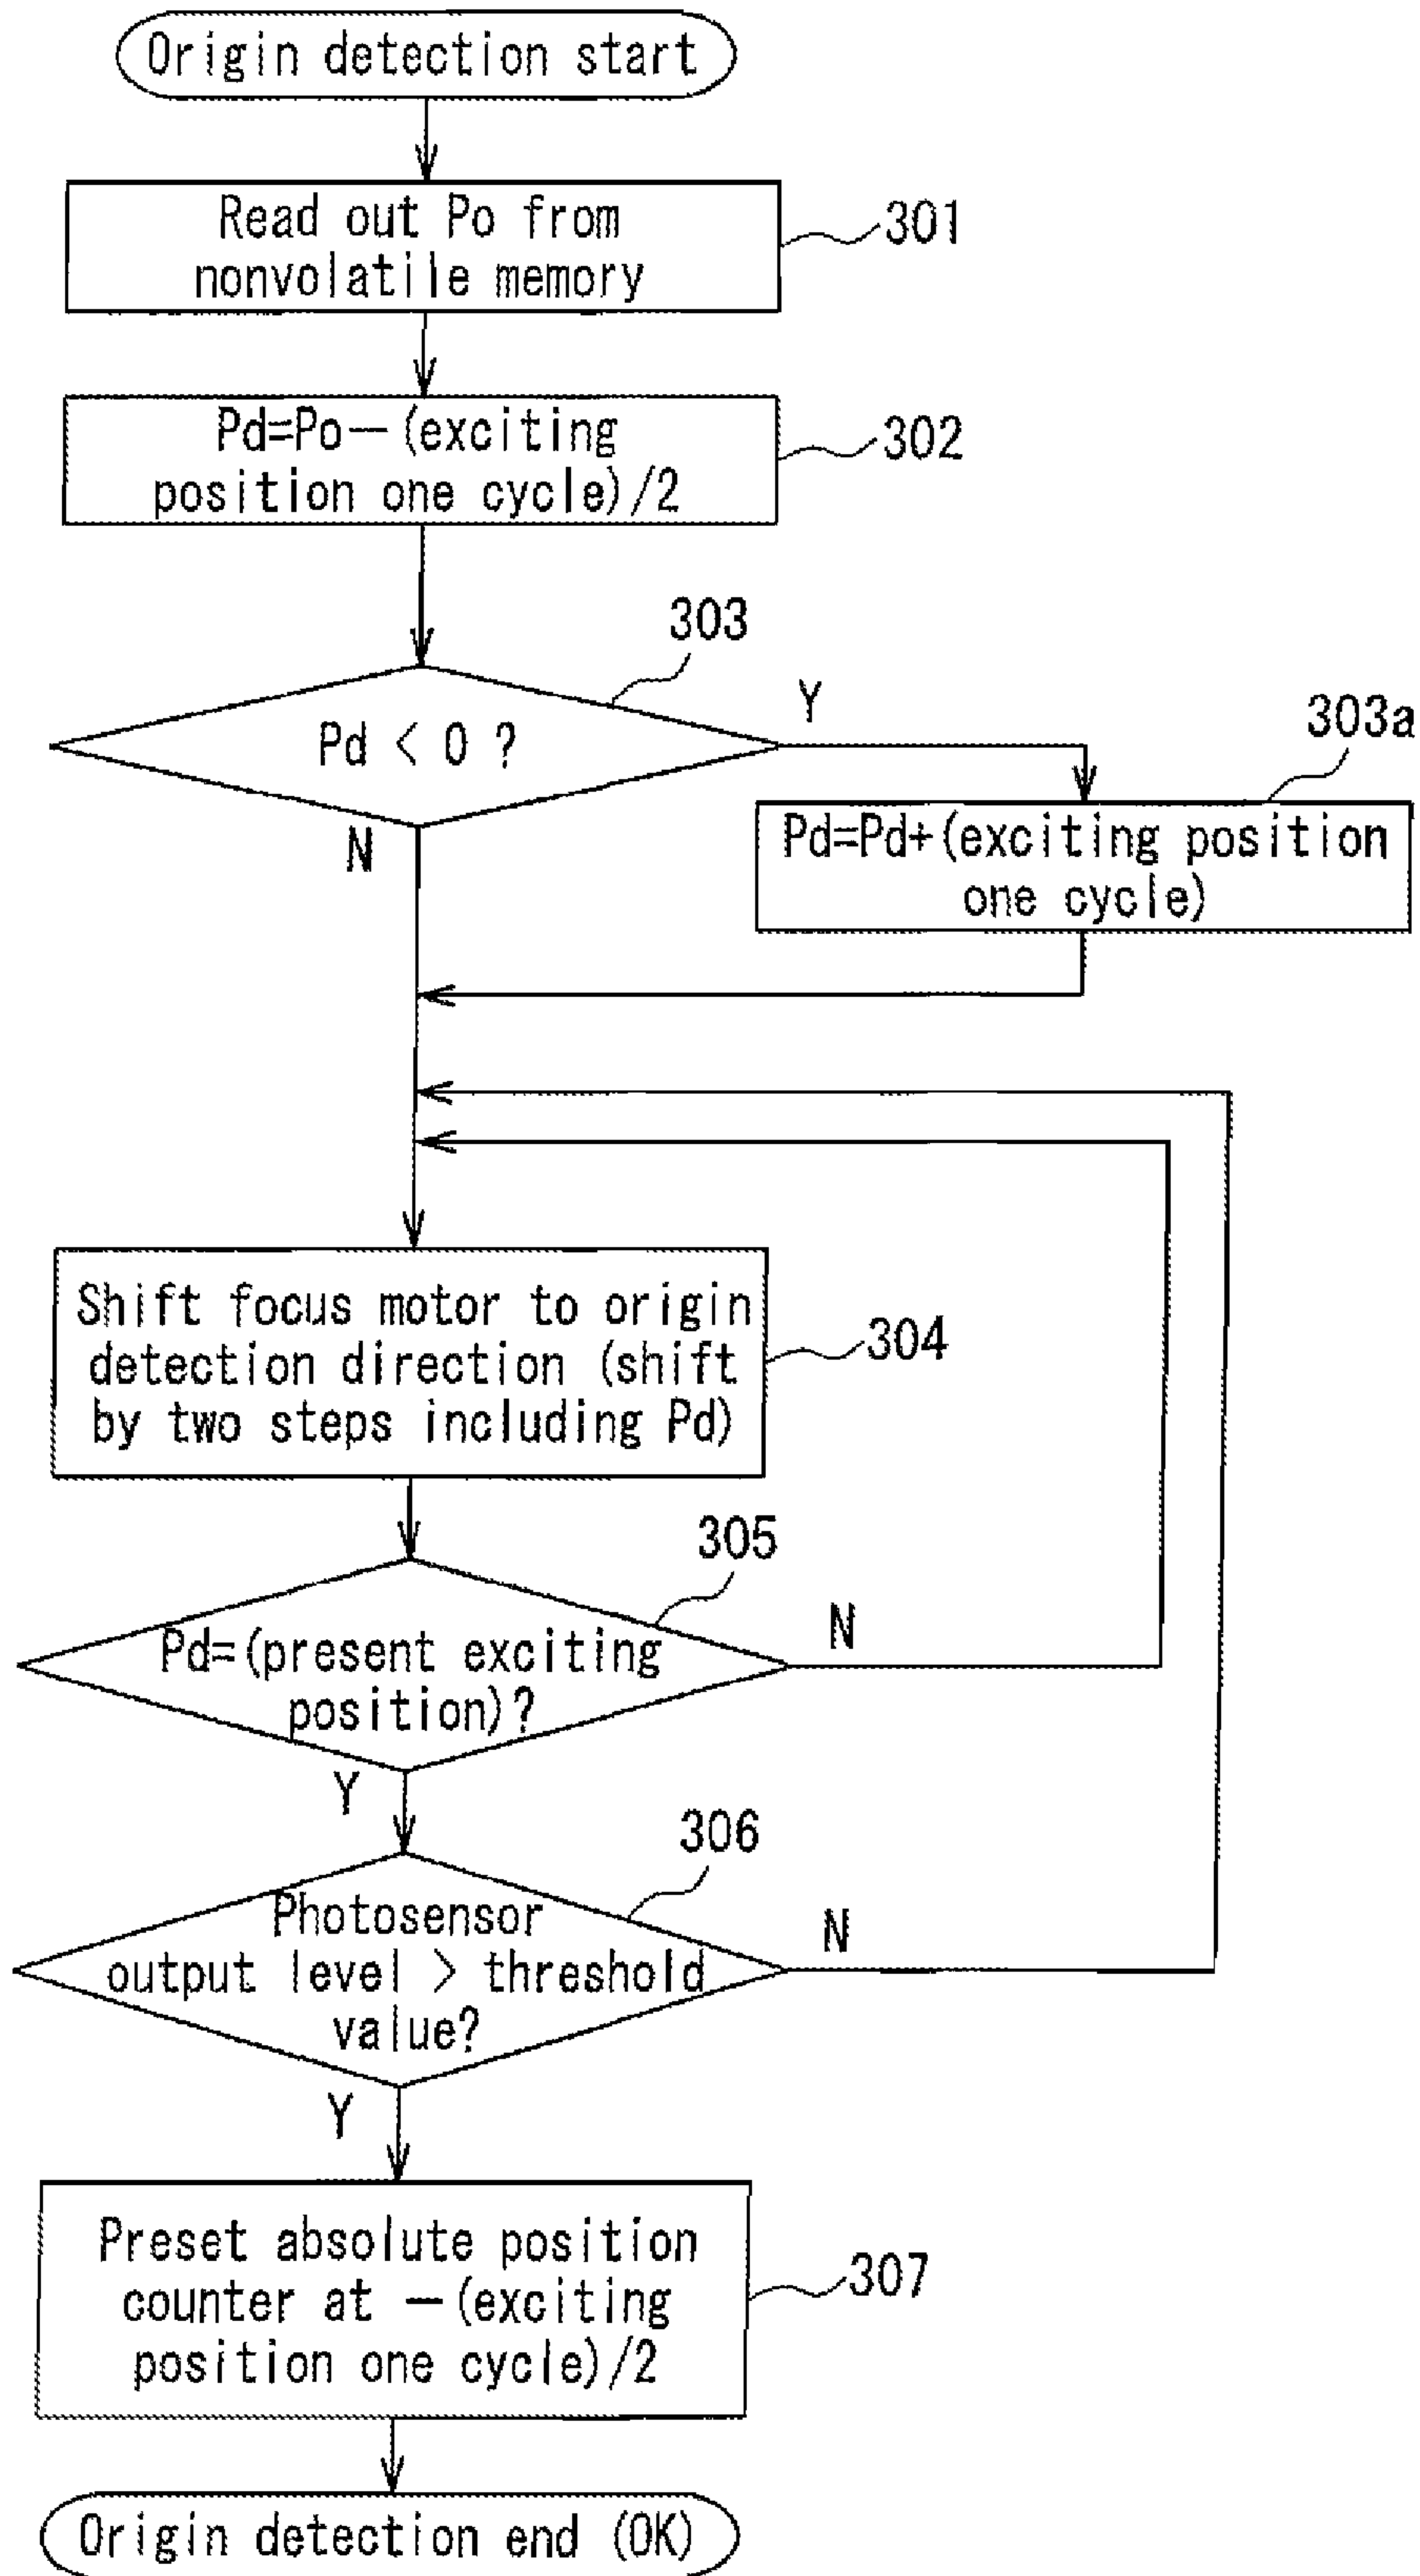 Origin detection start
Read out Po from
nonvolatile memory
301
Pd=Po－(exciting
position one cycle)/2
302
303
Pd < 0 ?
Y
N
303a
Pd=Pd+(exciting position
one cycle)
Shift focus motor to origin
detection direction (shift
by two steps including Pd)
304
305
Pd=(present exciting
position)?
N
Y
306
Photosensor
output level > threshold
value?
N
Y
Preset absolute position
counter at －(exciting
position one cycle)/2
307
Origin detection end (OK)